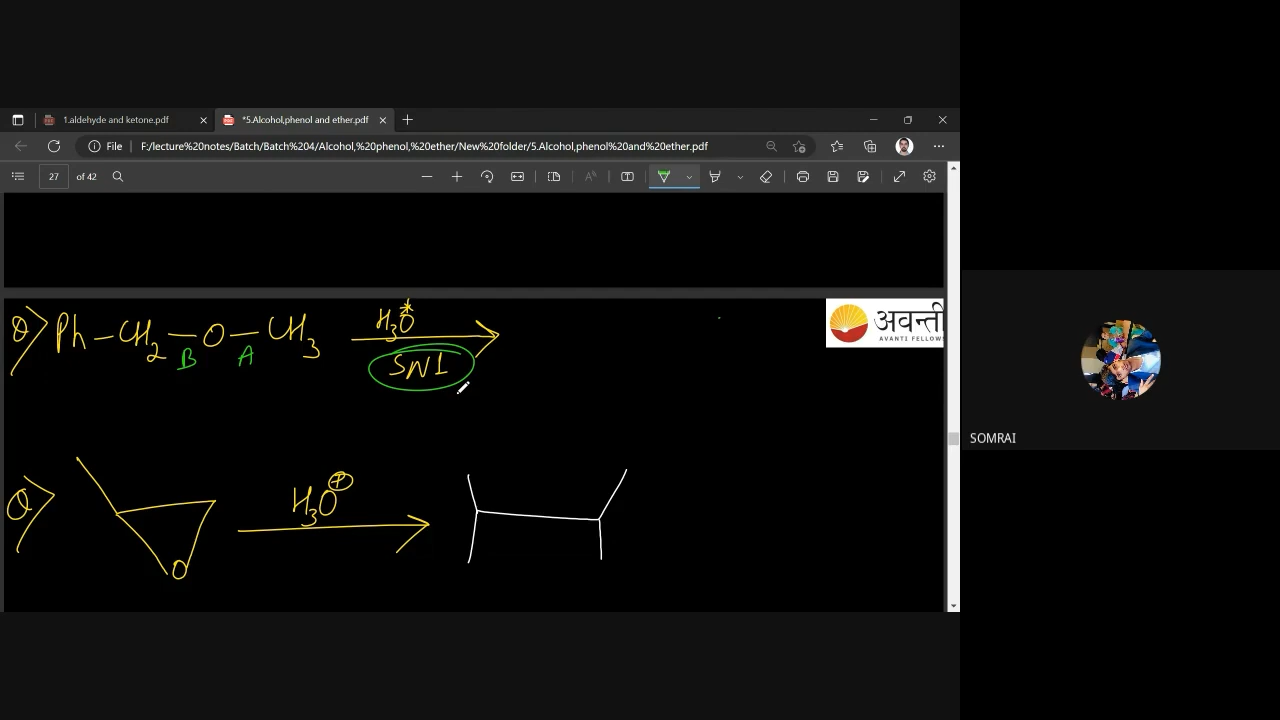 1.aldehyde and ketone.pdf
*5.Alcohol,phenol and ether.pdf
File
F:/lecture%20notes/Batch/Batch%204/Alcohol,%20phenol,%20ether/New%20folder/5.Alcohol,phenol%20and%20ether.pdf
27 of 42
Q> Ph-CH2-O-CH3 H3O+
B A SN1
अवन्ती
AVANTI FELLOWS
SOMRAI
Q> O H3O⊕